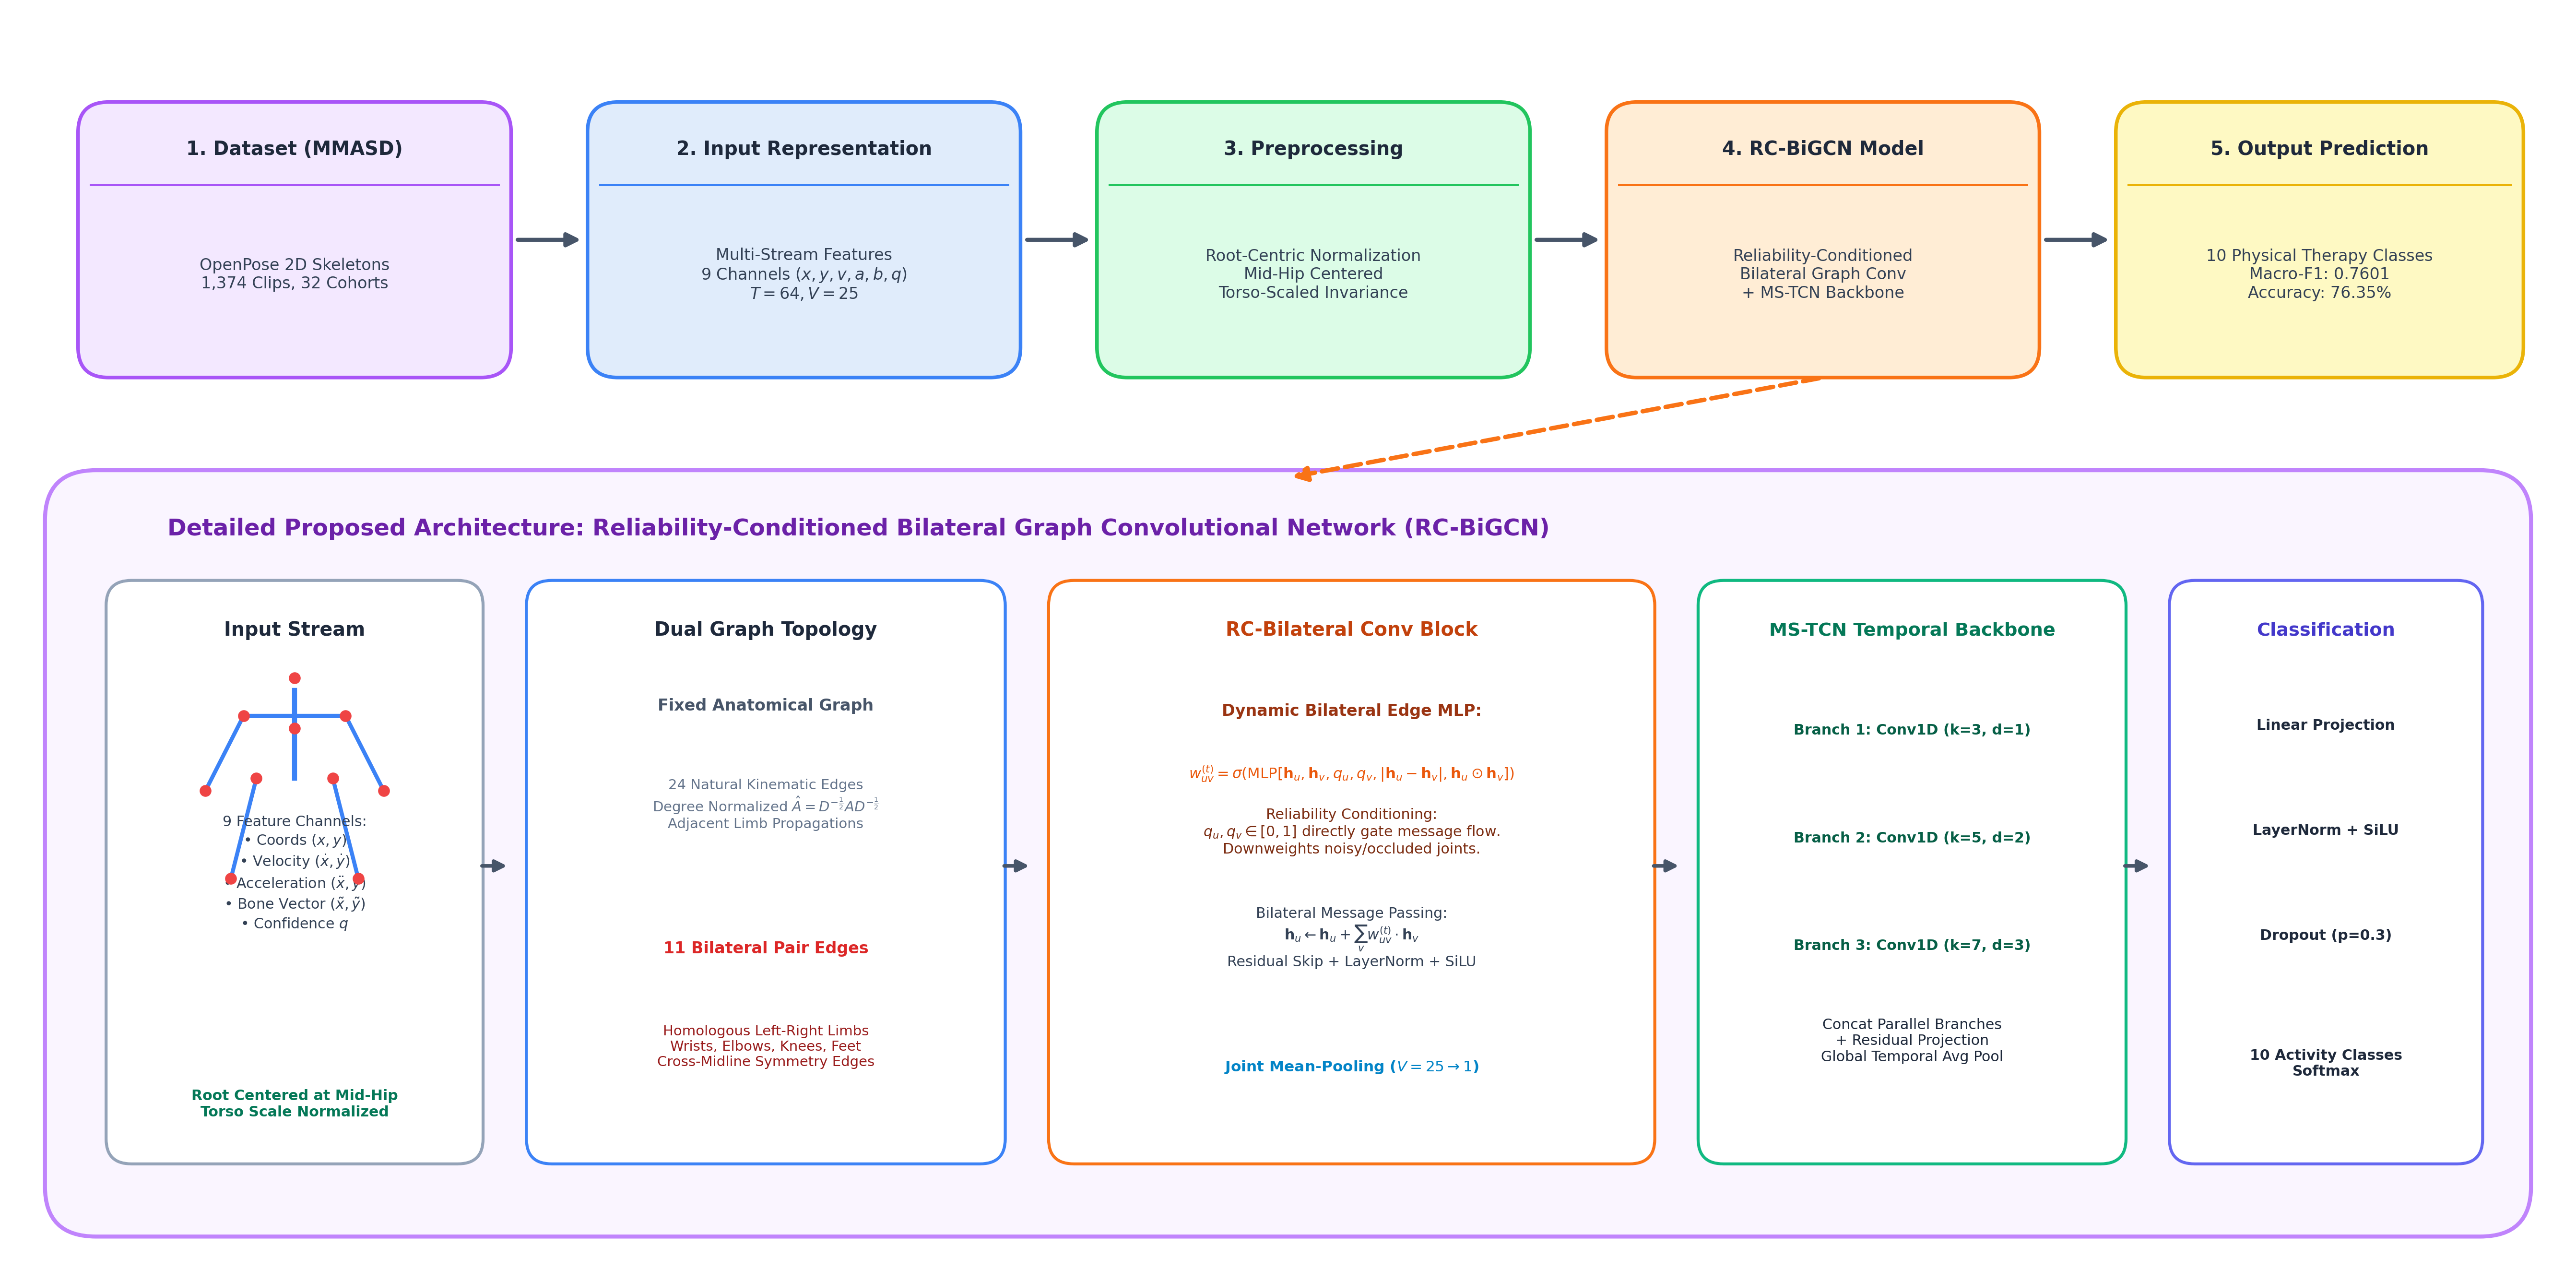 1. Dataset (MMASD)
OpenPose 2D Skeletons
1,374 Clips, 32 Cohorts
2. Input Representation
Multi-Stream Features
9 Channels (x, y, v, a, b, q)
T = 64, V = 25
3. Preprocessing
Root-Centric Normalization
Mid-Hip Centered
Torso-Scaled Invariance
4. RC-BiGCN Model
Reliability-Conditioned
Bilateral Graph Conv
+ MS-TCN Backbone
5. Output Prediction
10 Physical Therapy Classes
Macro-F1: 0.7601
Accuracy: 76.35%
Detailed Proposed Architecture: Reliability-Conditioned Bilateral Graph Convolutional Network (RC-BiGCN)
Input Stream
9 Feature Channels:
• Coords (x, y)
• Velocity (ẋ, ẏ)
• Acceleration (ẍ, ÿ)
• Bone Vector (x̃, ỹ)
• Confidence q
Root Centered at Mid-Hip
Torso Scale Normalized
Dual Graph Topology
Fixed Anatomical Graph
24 Natural Kinematic Edges
Degree Normalized Â = D^{-1/2}AD^{-1/2}
Adjacent Limb Propagations
11 Bilateral Pair Edges
Homologous Left-Right Limbs
Wrists, Elbows, Knees, Feet
Cross-Midline Symmetry Edges
RC-Bilateral Conv Block
Dynamic Bilateral Edge MLP:
w_{uv}^{(t)} = σ(MLP[h_u, h_v, q_u, q_v, |h_u − h_v|, h_u ⊙ h_v])
Reliability Conditioning:
q_u, q_v ∈ [0, 1] directly gate message flow.
Downweights noisy/occluded joints.
Bilateral Message Passing:
h_u ← h_u + ∑_v w_{uv}^{(t)} · h_v
Residual Skip + LayerNorm + SiLU
Joint Mean-Pooling (V = 25 → 1)
MS-TCN Temporal Backbone
Branch 1: Conv1D (k=3, d=1)
Branch 2: Conv1D (k=5, d=2)
Branch 3: Conv1D (k=7, d=3)
Concat Parallel Branches
+ Residual Projection
Global Temporal Avg Pool
Classification
Linear Projection
LayerNorm + SiLU
Dropout (p=0.3)
10 Activity Classes
Softmax